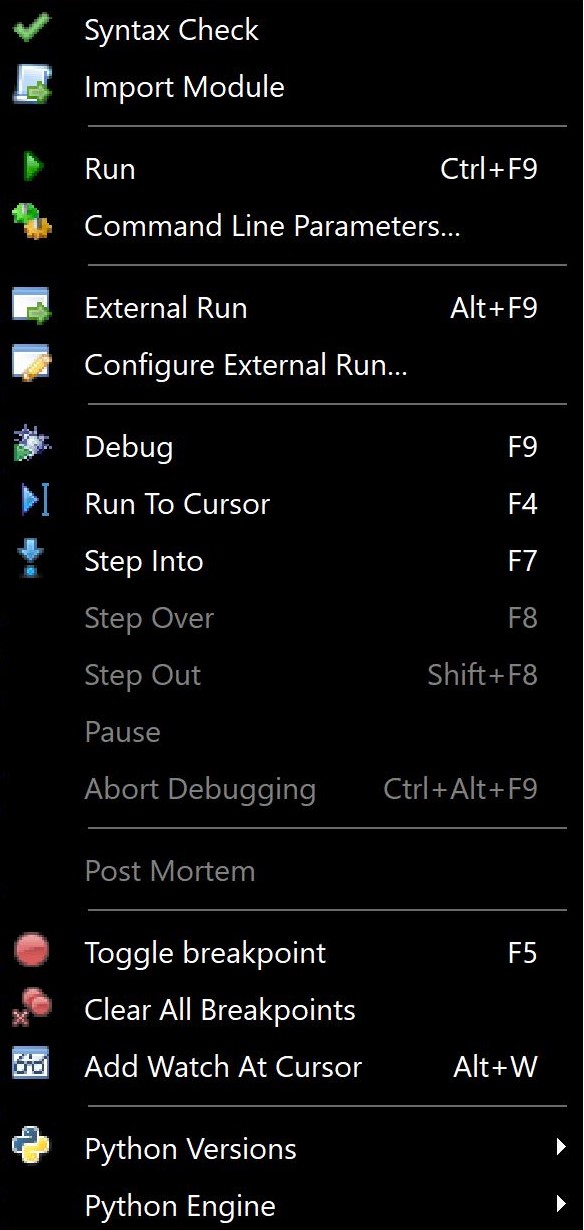 Syntax Check
Import Module
Run Ctrl+F9
Command Line Parameters...
External Run Alt+F9
Configure External Run...
Debug F9
Run To Cursor F4
Step Into F7
Step Over F8
Step Out Shift+F8
Pause
Abort Debugging Ctrl+Alt+F9
Post Mortem
Toggle breakpoint F5
Clear All Breakpoints
Add Watch At Cursor Alt+W
Python Versions
Python Engine